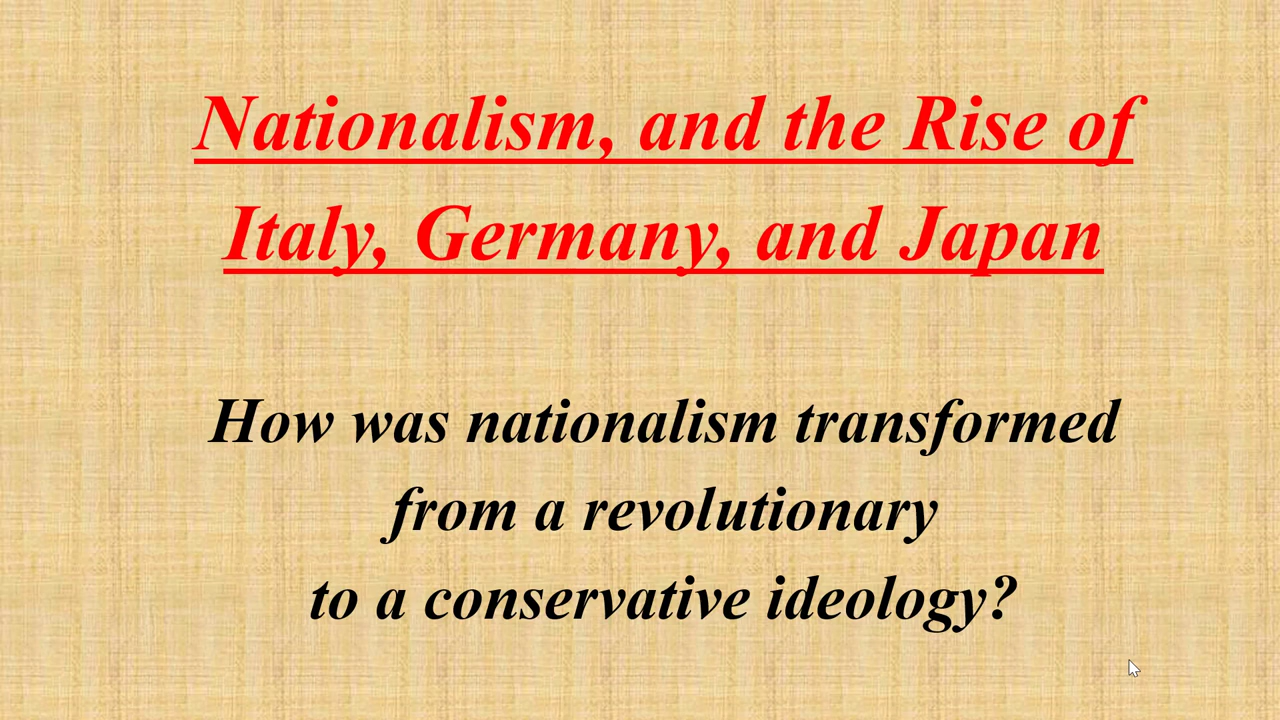 Nationalism, and the Rise of
Italy, Germany, and Japan
How was nationalism transformed
from a revolutionary
to a conservative ideology?